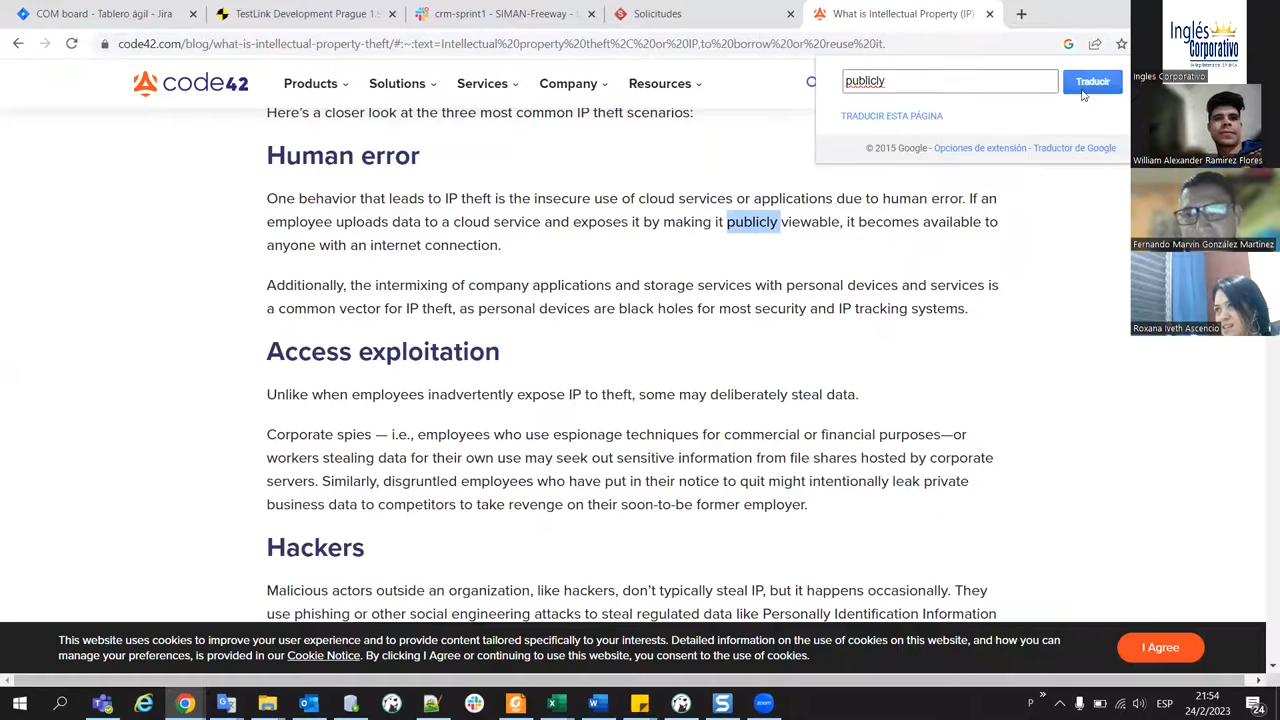 COM board - Tablero ágil - Jira
TestLink Development Prague 1.
crm-sprint1 - SIMAN-Freeway -
Solicitudes
What is Intellectual Property (IP)
code42.com/blog/what-is-intellectual-property-theft/#:~:text=Intellectual%20property%20theft%2C%20or%20IP,to%20borrow%20or%20reuse%20it.
code42
Products
Solutions
Services
Company
Resources
publicly
Traducir
TRADUCIR ESTA PÁGINA
© 2015 Google - Opciones de extensión - Traductor de Google
Inglés
Corporativo
Ingles Corporativo
William Alexander Ramirez Flores
Fernando Marvin González Martínez
Roxana Iveth Ascencio
Here's a closer look at the three most common IP theft scenarios:
Human error
One behavior that leads to IP theft is the insecure use of cloud services or applications due to human error. If an
employee uploads data to a cloud service and exposes it by making it publicly viewable, it becomes available to
anyone with an internet connection.
Additionally, the intermixing of company applications and storage services with personal devices and services is
a common vector for IP theft, as personal devices are black holes for most security and IP tracking systems.
Access exploitation
Unlike when employees inadvertently expose IP to theft, some may deliberately steal data.
Corporate spies — i.e., employees who use espionage techniques for commercial or financial purposes—or
workers stealing data for their own use may seek out sensitive information from file shares hosted by corporate
servers. Similarly, disgruntled employees who have put in their notice to quit might intentionally leak private
business data to competitors to take revenge on their soon-to-be former employer.
Hackers
Malicious actors outside an organization, like hackers, don't typically steal IP, but it happens occasionally. They
use phishing or other social engineering attacks to steal regulated data like Personally Identification Information
This website uses cookies to improve your user experience and to provide content tailored specifically to your interests. Detailed information on the use of cookies on this website, and how you can
manage your preferences, is provided in our Cookie Notice. By clicking I Agree or continuing to use this website, you consent to the use of cookies.
I Agree
P
ESP
21:54
24/2/2023
24